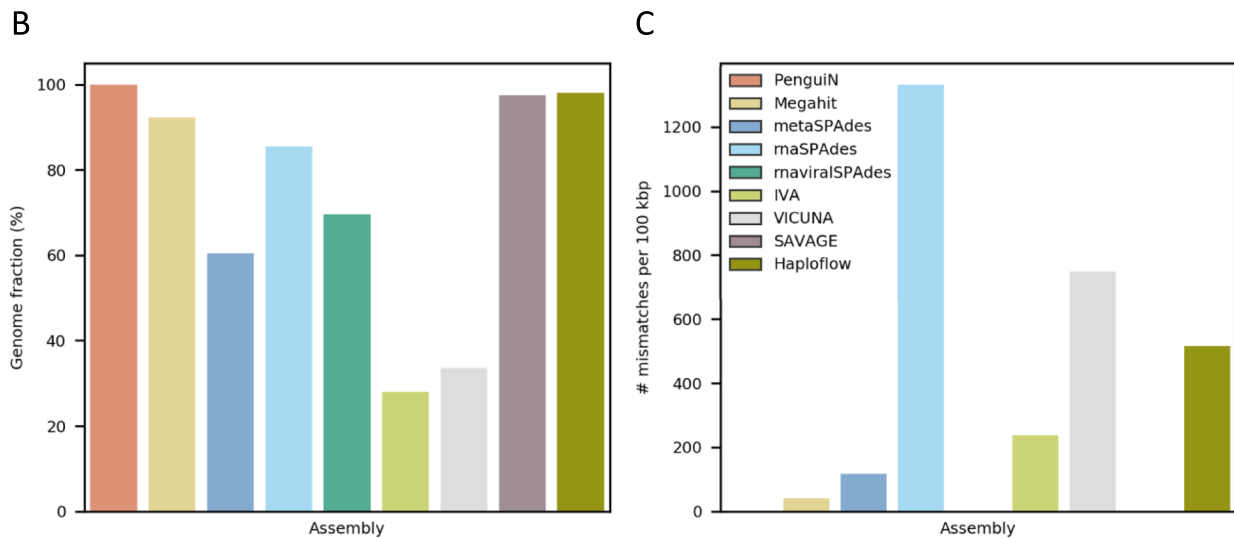 B
100
80
60
40
20
0
Genome fraction (%)
Assembly
C
1200
1000
800
600
400
200
0
# mismatches per 100 kbp
PenguiN
Megahit
metaSPAdes
rnaSPAdes
rnaviralSPAdes
IVA
VICUNA
SAVAGE
Haploflow
Assembly